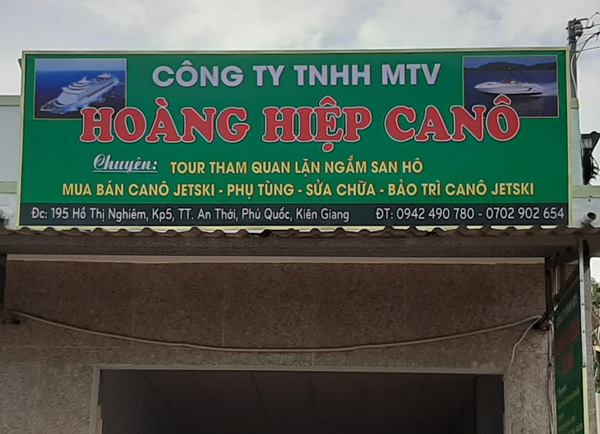 CÔNG TY TNHH MTV
HOÀNG HIỆP CANÔ
Chuyên: TOUR THAM QUAN LẶN NGẮM SAN HÔ
MUA BÁN CANÔ JETSKI - PHỤ TÙNG - SỬA CHỮA - BẢO TRÌ CANÔ JETSKI
Đc: 195 Hồ Thị Nghiêm, Kp5, TT. An Thới, Phú Quốc, Kiên Giang ĐT: 0942 490 780 - 0702 902 654